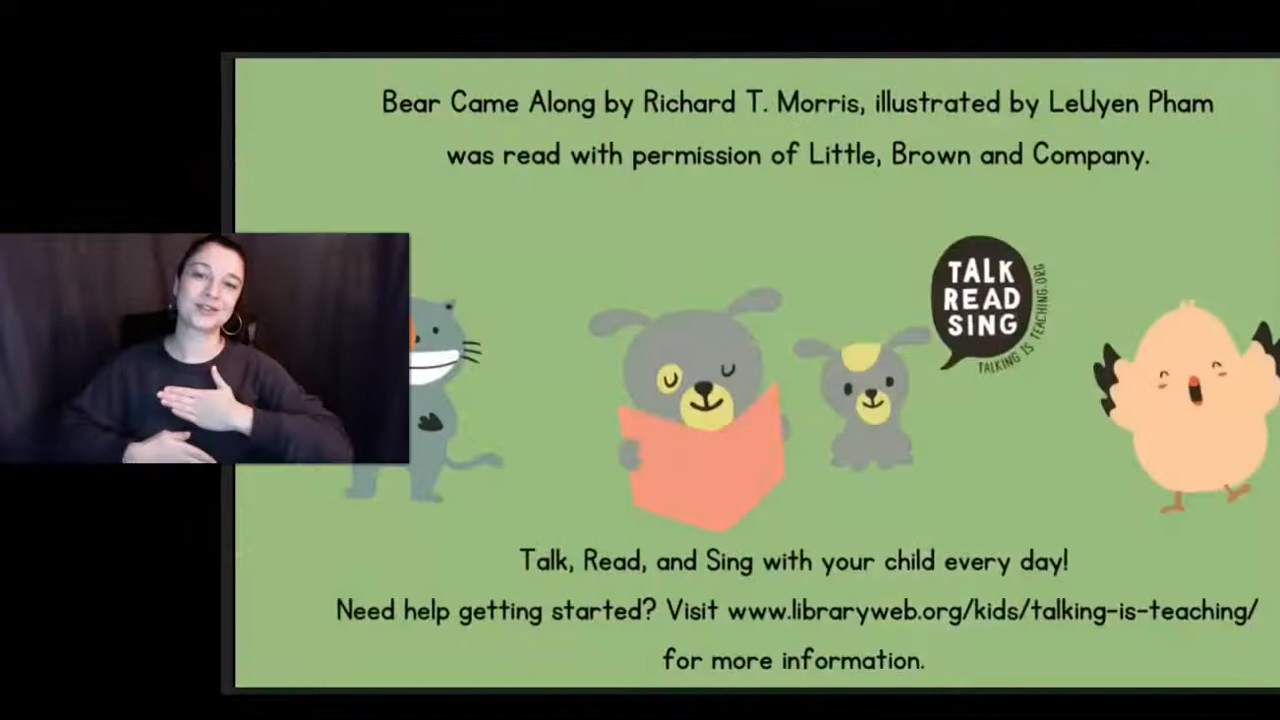 Bear Came Along by Richard T. Morris, illustrated by LeUyen Pham
was read with permission of Little, Brown and Company.
TALK
READ
SING
TALKING IS TEACHING.ORG
Talk, Read, and Sing with your child every day!
Need help getting started? Visit www.libraryweb.org/kids/talking-is-teaching/
for more information.